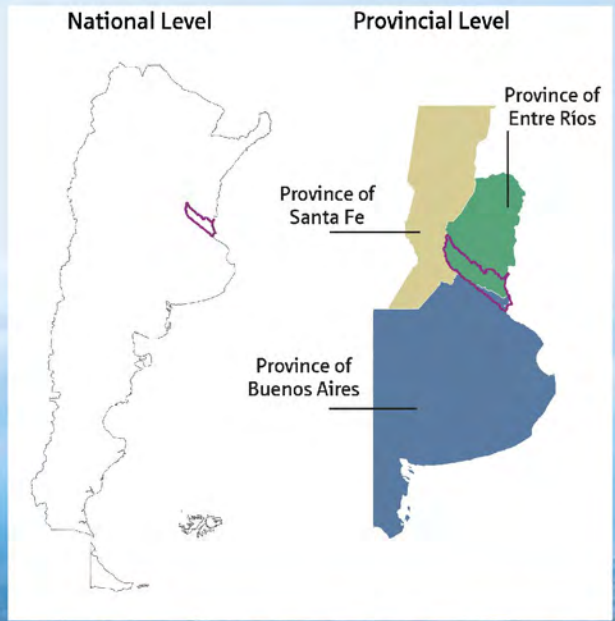 National Level
Provincial Level
Province of
Entre Ríos
Province of
Santa Fe
Province of
Buenos Aires